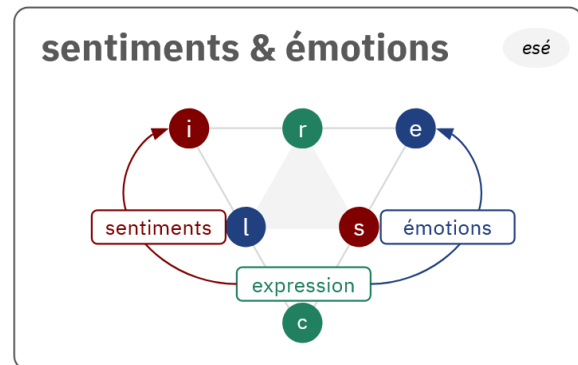 sentiments & émotions
esé
i r e
sentiments l s émotions
expression
c